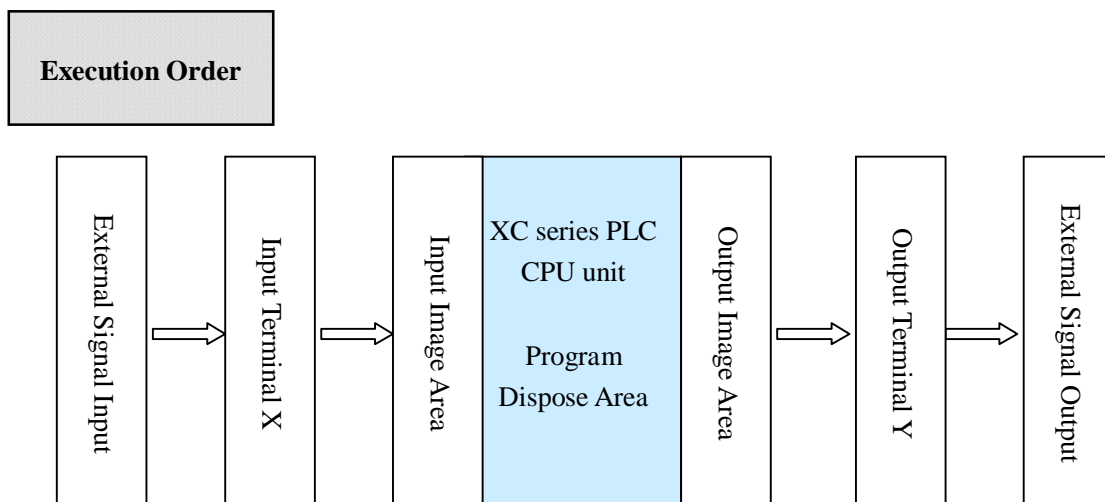 Execution Order
External Signal Input
Input Terminal X
Input Image Area
XC series PLC
CPU unit
Program
Dispose Area
Output Image Area
Output Terminal Y
External Signal Output